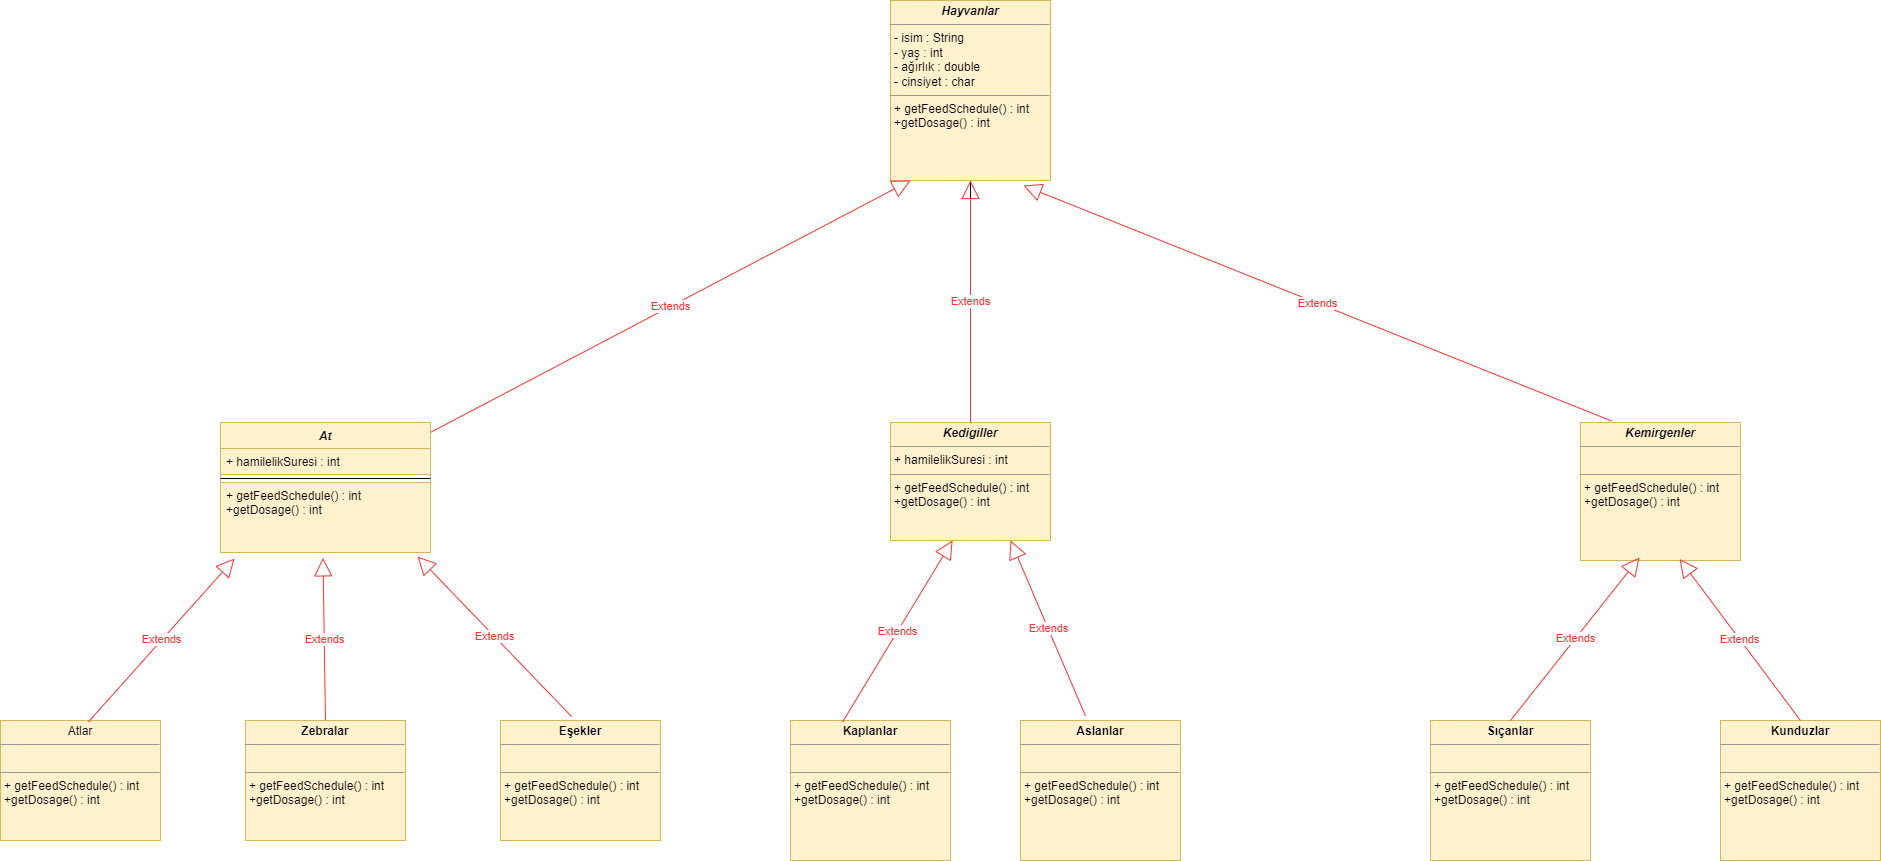 Hayvanlar
- isim : String
- yaş : int
- ağırlık : double
- cinsiyet : char
+ getFeedSchedule() : int
+getDosage() : int
Extends
Extends
Extends
At
+ hamilelikSuresi : int
+ getFeedSchedule() : int
+getDosage() : int
Kedigiller
+ hamilelikSuresi : int
+ getFeedSchedule() : int
+getDosage() : int
Kemirgenler
+ getFeedSchedule() : int
+getDosage() : int
Extends
Extends
Extends
Extends
Extends
Extends
Extends
Atlar
+ getFeedSchedule() : int
+getDosage() : int
Zebralar
+ getFeedSchedule() : int
+getDosage() : int
Eşekler
+ getFeedSchedule() : int
+getDosage() : int
Kaplanlar
+ getFeedSchedule() : int
+getDosage() : int
Aslanlar
+ getFeedSchedule() : int
+getDosage() : int
Sıçanlar
+ getFeedSchedule() : int
+getDosage() : int
Kunduzlar
+ getFeedSchedule() : int
+getDosage() : int